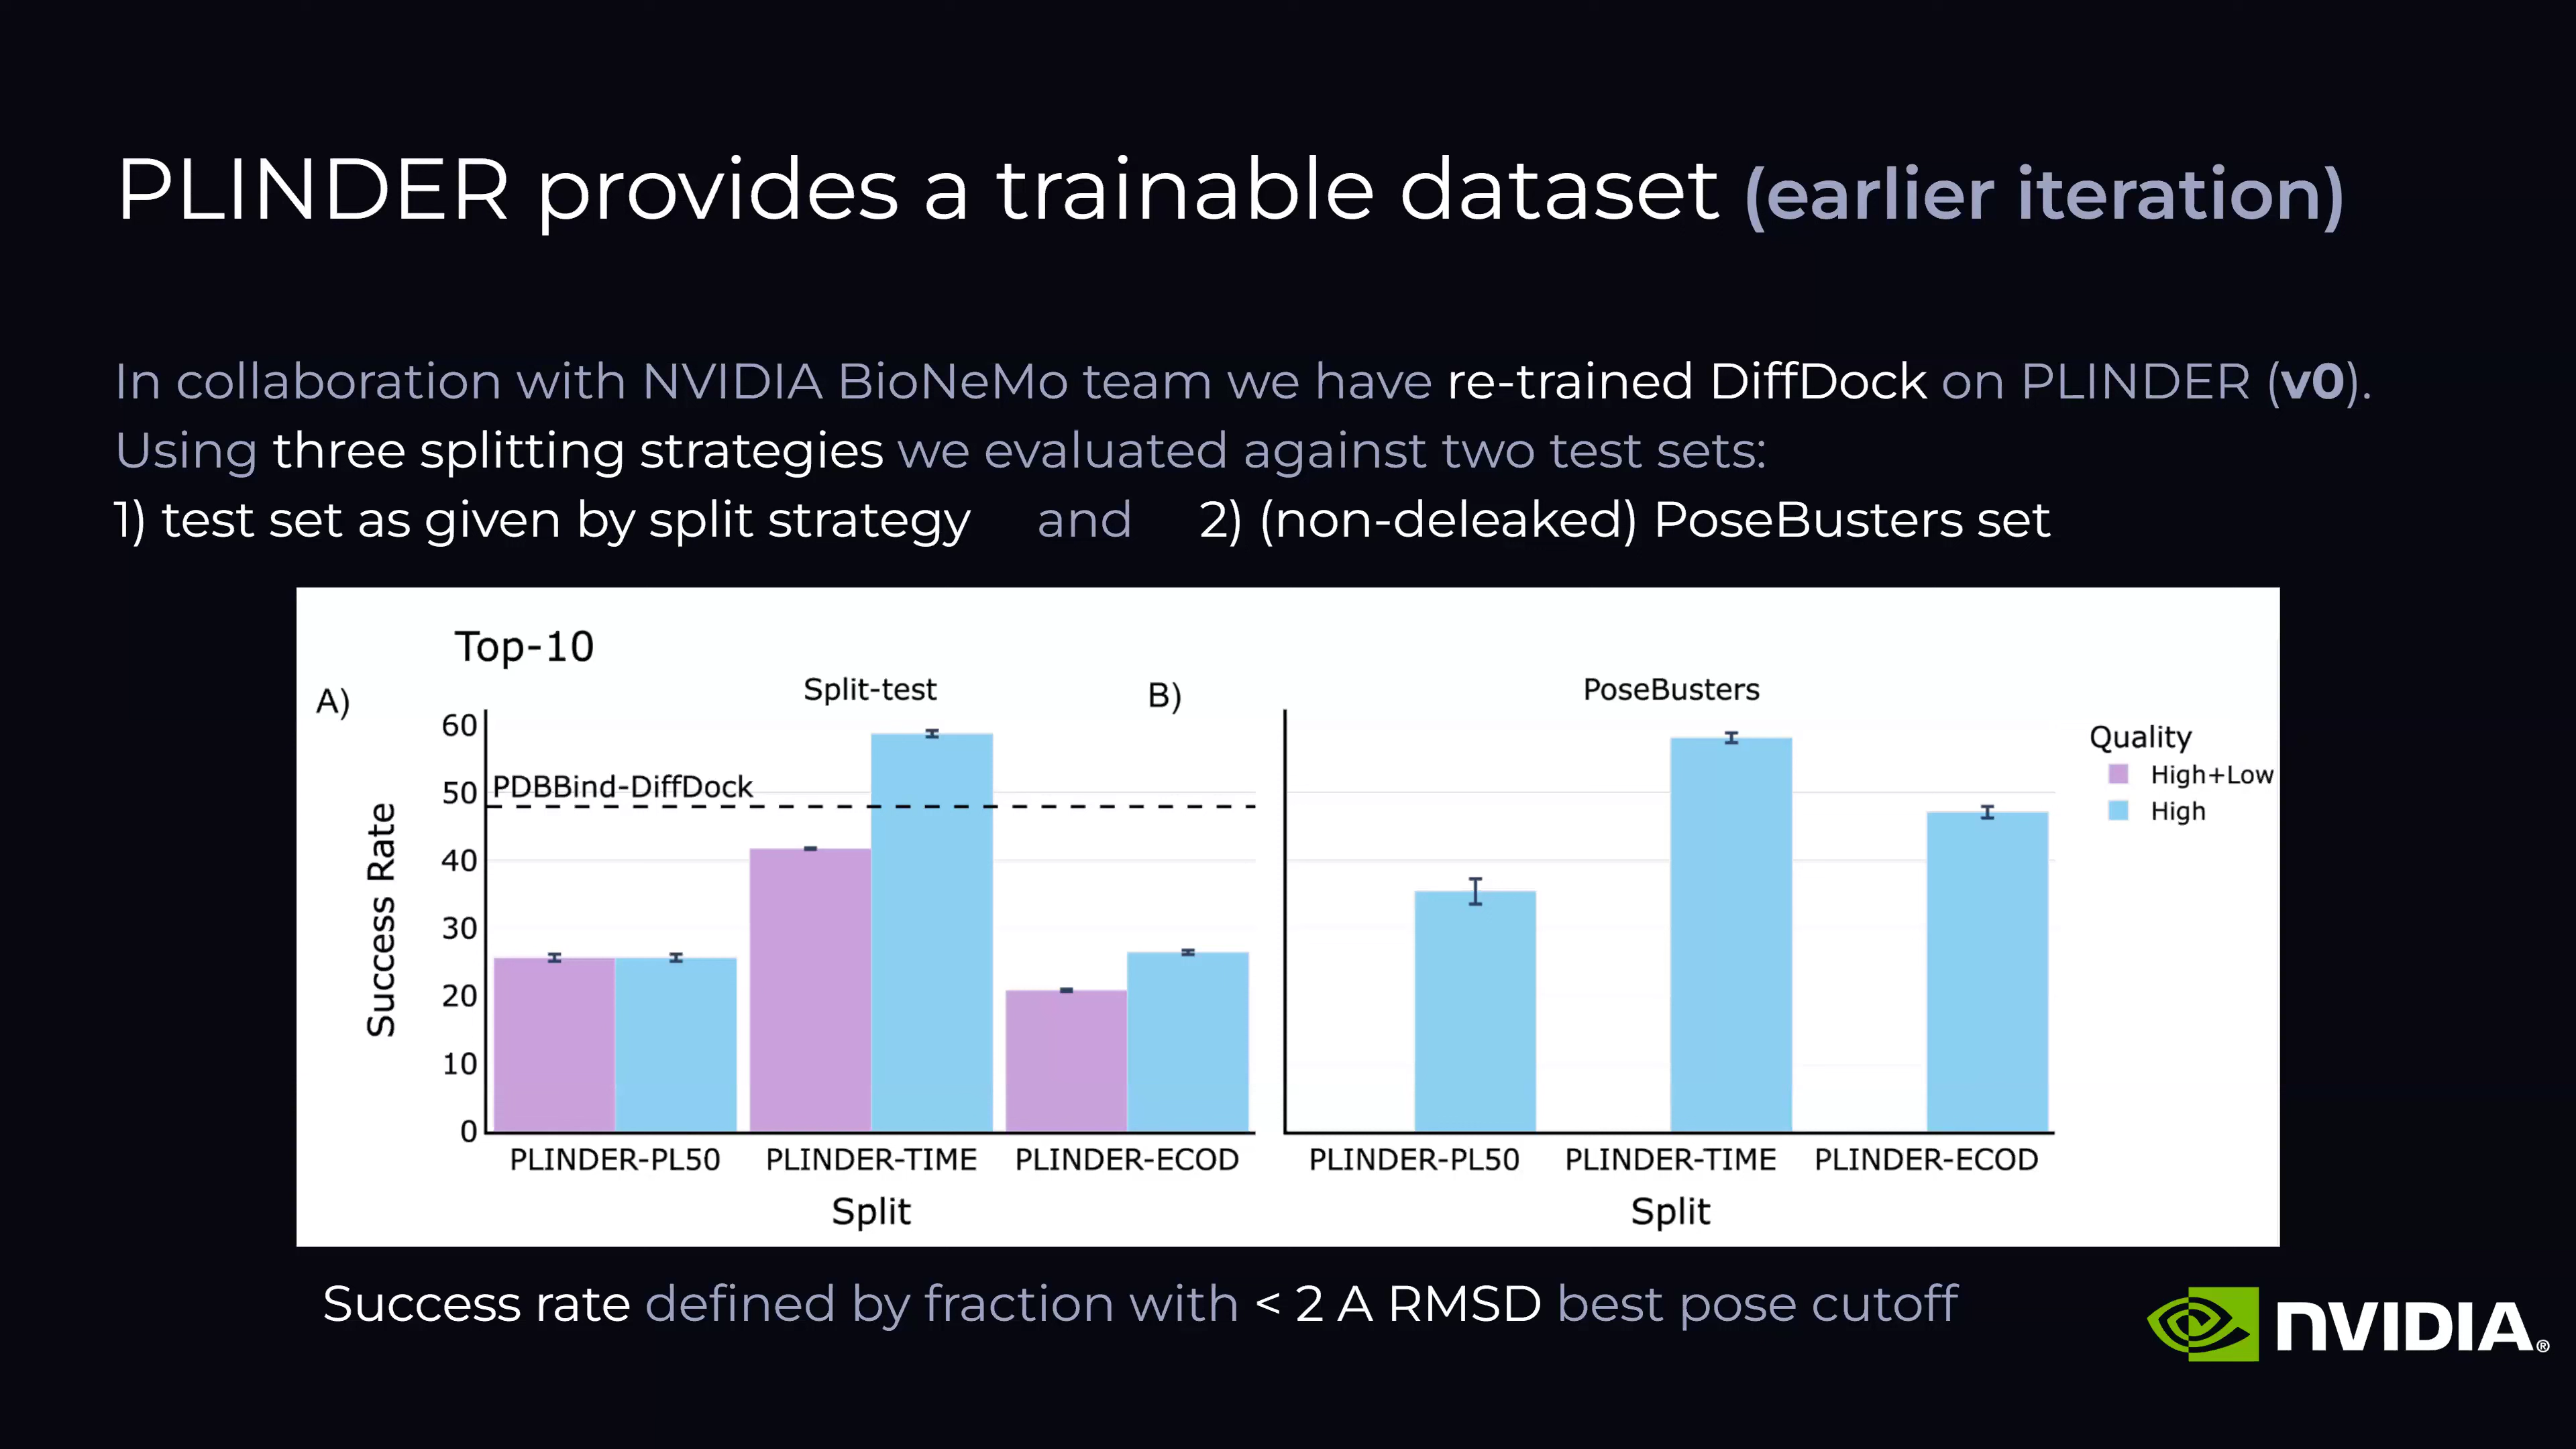 PLINDER provides a trainable dataset (earlier iteration)
In collaboration with NVIDIA BioNeMo team we have re-trained DiffDock on PLINDER (v0).
Using three splitting strategies we evaluated against two test sets:
1) test set as given by split strategy and 2) (non-deleaked) PoseBusters set
Top-10
A)
Split-test
60
50
40
30
20
10
0
Success Rate
PDBBind-DiffDock
PLINDER-PL50 PLINDER-TIME PLINDER-ECOD
Split
B)
PoseBusters
PLINDER-PL50 PLINDER-TIME PLINDER-ECOD
Split
Quality
High+Low
High
Success rate defined by fraction with < 2 A RMSD best pose cutoff
NVIDIA®